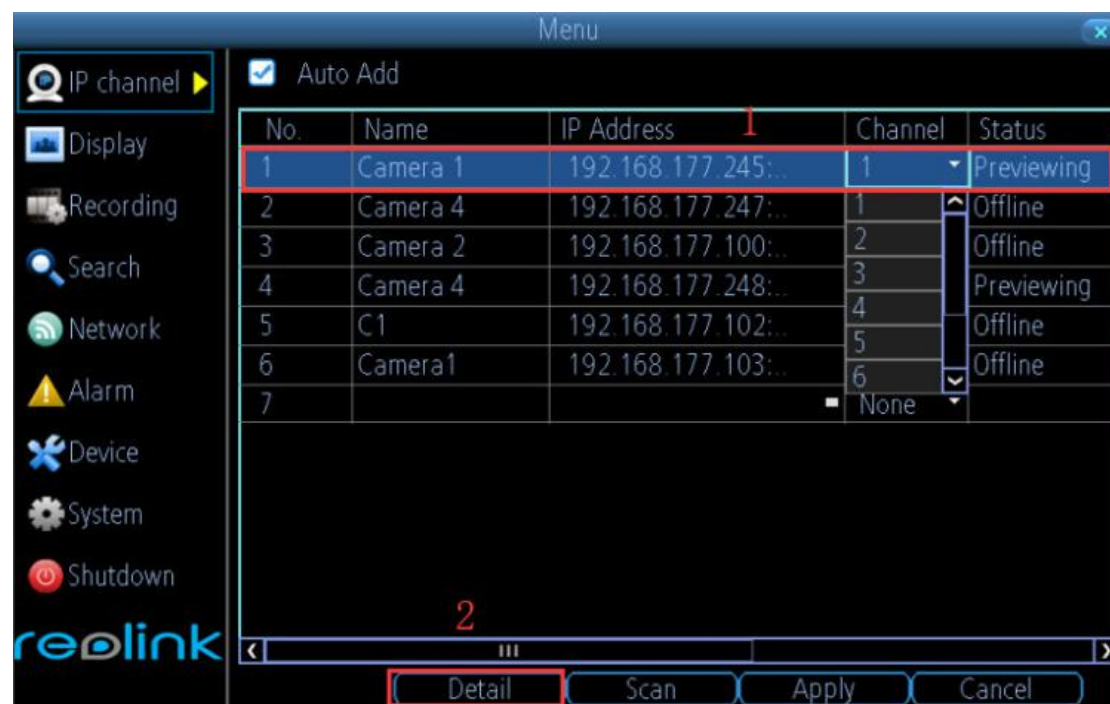 Menu
IP channel
Display
Recording
Search
Network
Alarm
Device
System
Shutdown
reolink
Auto Add
1
No. Name IP Address Channel Status
1 Camera 1 192.168.177.245:.. 1 Previewing
2 Camera 4 192.168.177.247:.. Offline
3 Camera 2 192.168.177.100:.. Offline
4 Camera 4 192.168.177.248:.. Previewing
5 C1 192.168.177.102:.. Offline
6 Camera1 192.168.177.103:.. Offline
7 None
1
2
3
4
5
6
2
Detail Scan Apply Cancel